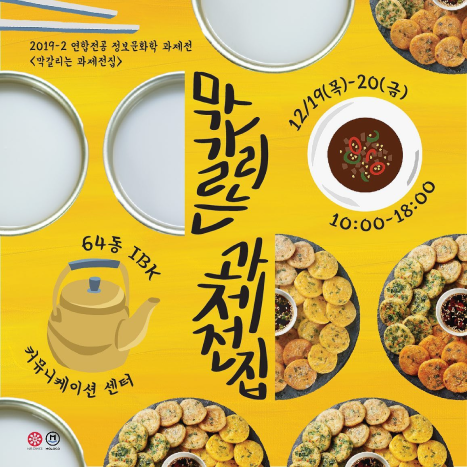 2019-2 연합전공 정보문화학 과제전
<막갈리는 과제전집>
막갈리는
과제전집
12/19(목)-20(금)
10:00-18:00
64동 IBK
커뮤니케이션 센터
MOLOCO